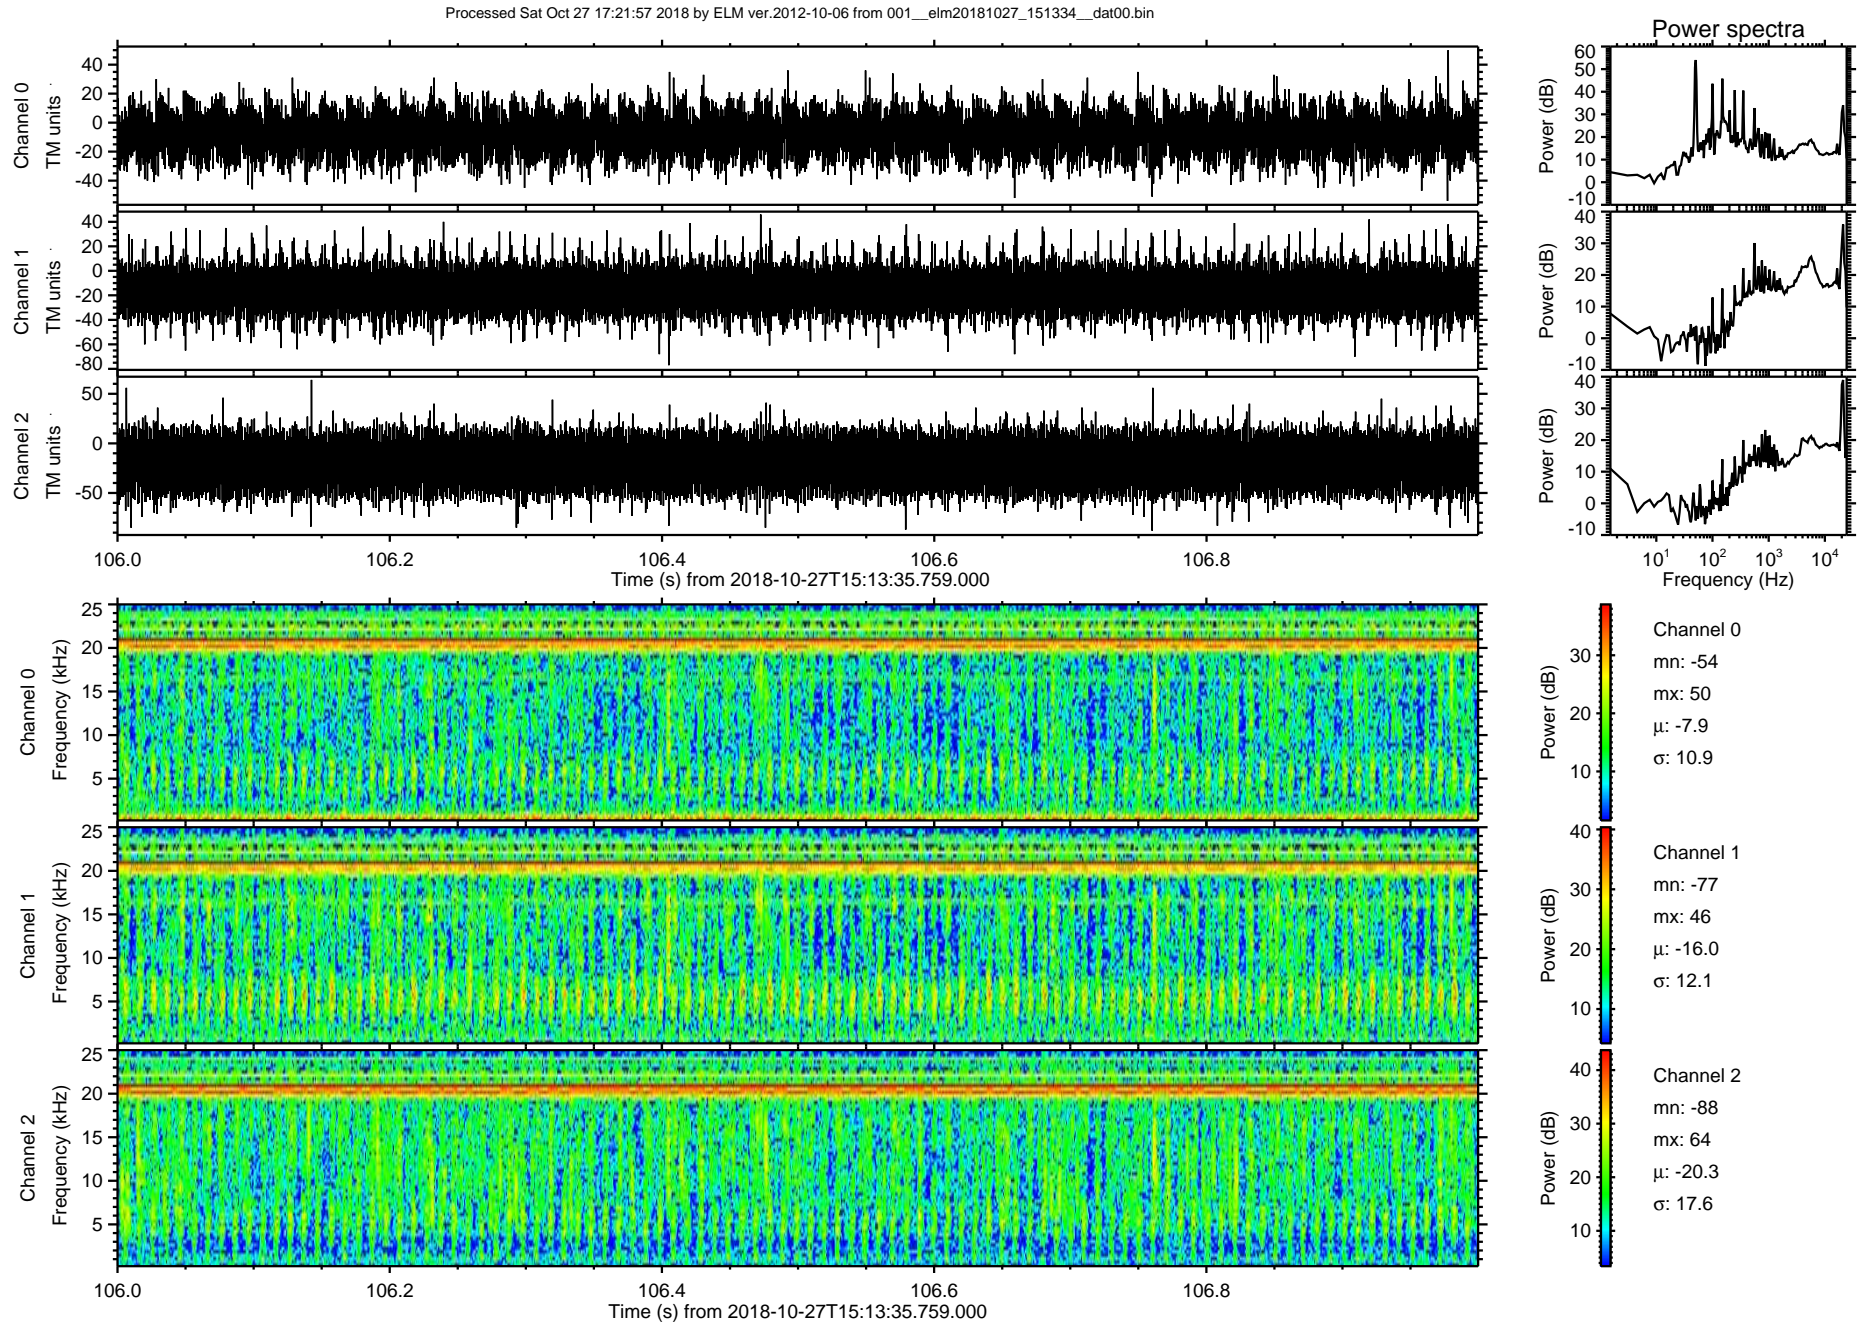 Processed Sat Oct 27 17:21:57 2018 by ELM ver.2012-10-06 from 001__elm20181027_151334__dat00.bin
Power spectra
Channel 0
TM units
40
20
0
-20
-40
Power (dB)
60
50
40
30
20
10
0
-10
Channel 1
TM units
40
20
0
-20
-40
-60
-80
Power (dB)
40
30
20
10
0
-10
Channel 2
TM units
50
0
-50
Power (dB)
40
30
20
10
0
-10
106.0 106.2 106.4 106.6 106.8
Time (s) from 2018-10-27T15:13:35.759.000
10^1 10^2 10^3 10^4
Frequency (Hz)
Channel 0
Frequency (kHz)
25
20
15
10
5
Power (dB)
30
20
10
Channel 0
mn: -54
mx: 50
μ: -7.9
σ: 10.9
Channel 1
Frequency (kHz)
25
20
15
10
5
Power (dB)
40
30
20
10
Channel 1
mn: -77
mx: 46
μ: -16.0
σ: 12.1
Channel 2
Frequency (kHz)
25
20
15
10
5
Power (dB)
40
30
20
10
Channel 2
mn: -88
mx: 64
μ: -20.3
σ: 17.6
106.0 106.2 106.4 106.6 106.8
Time (s) from 2018-10-27T15:13:35.759.000